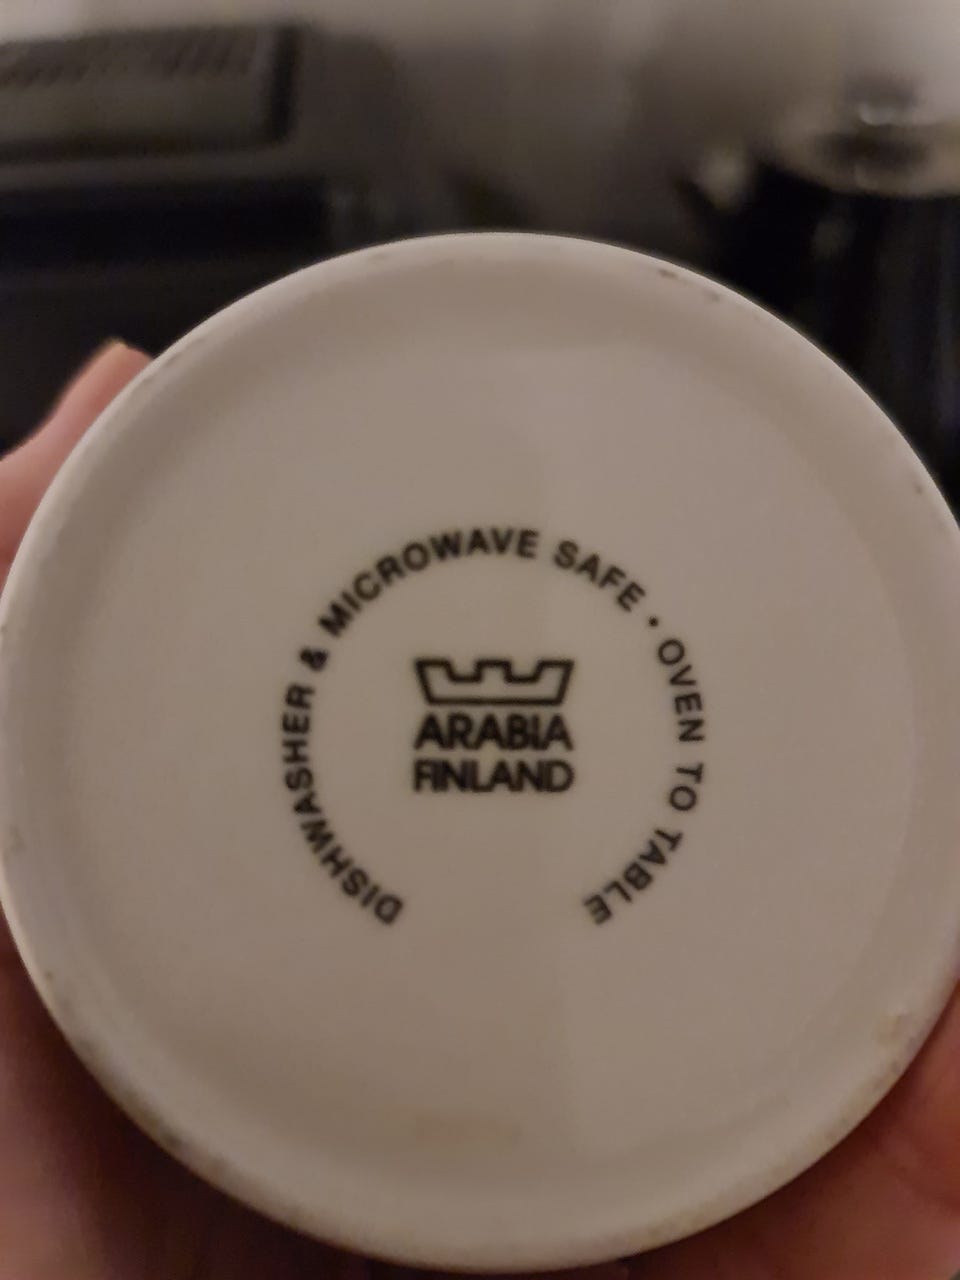 DISHWASHER & MICROWAVE SAFE • OVEN TO TABLE
ARABIA
FINLAND